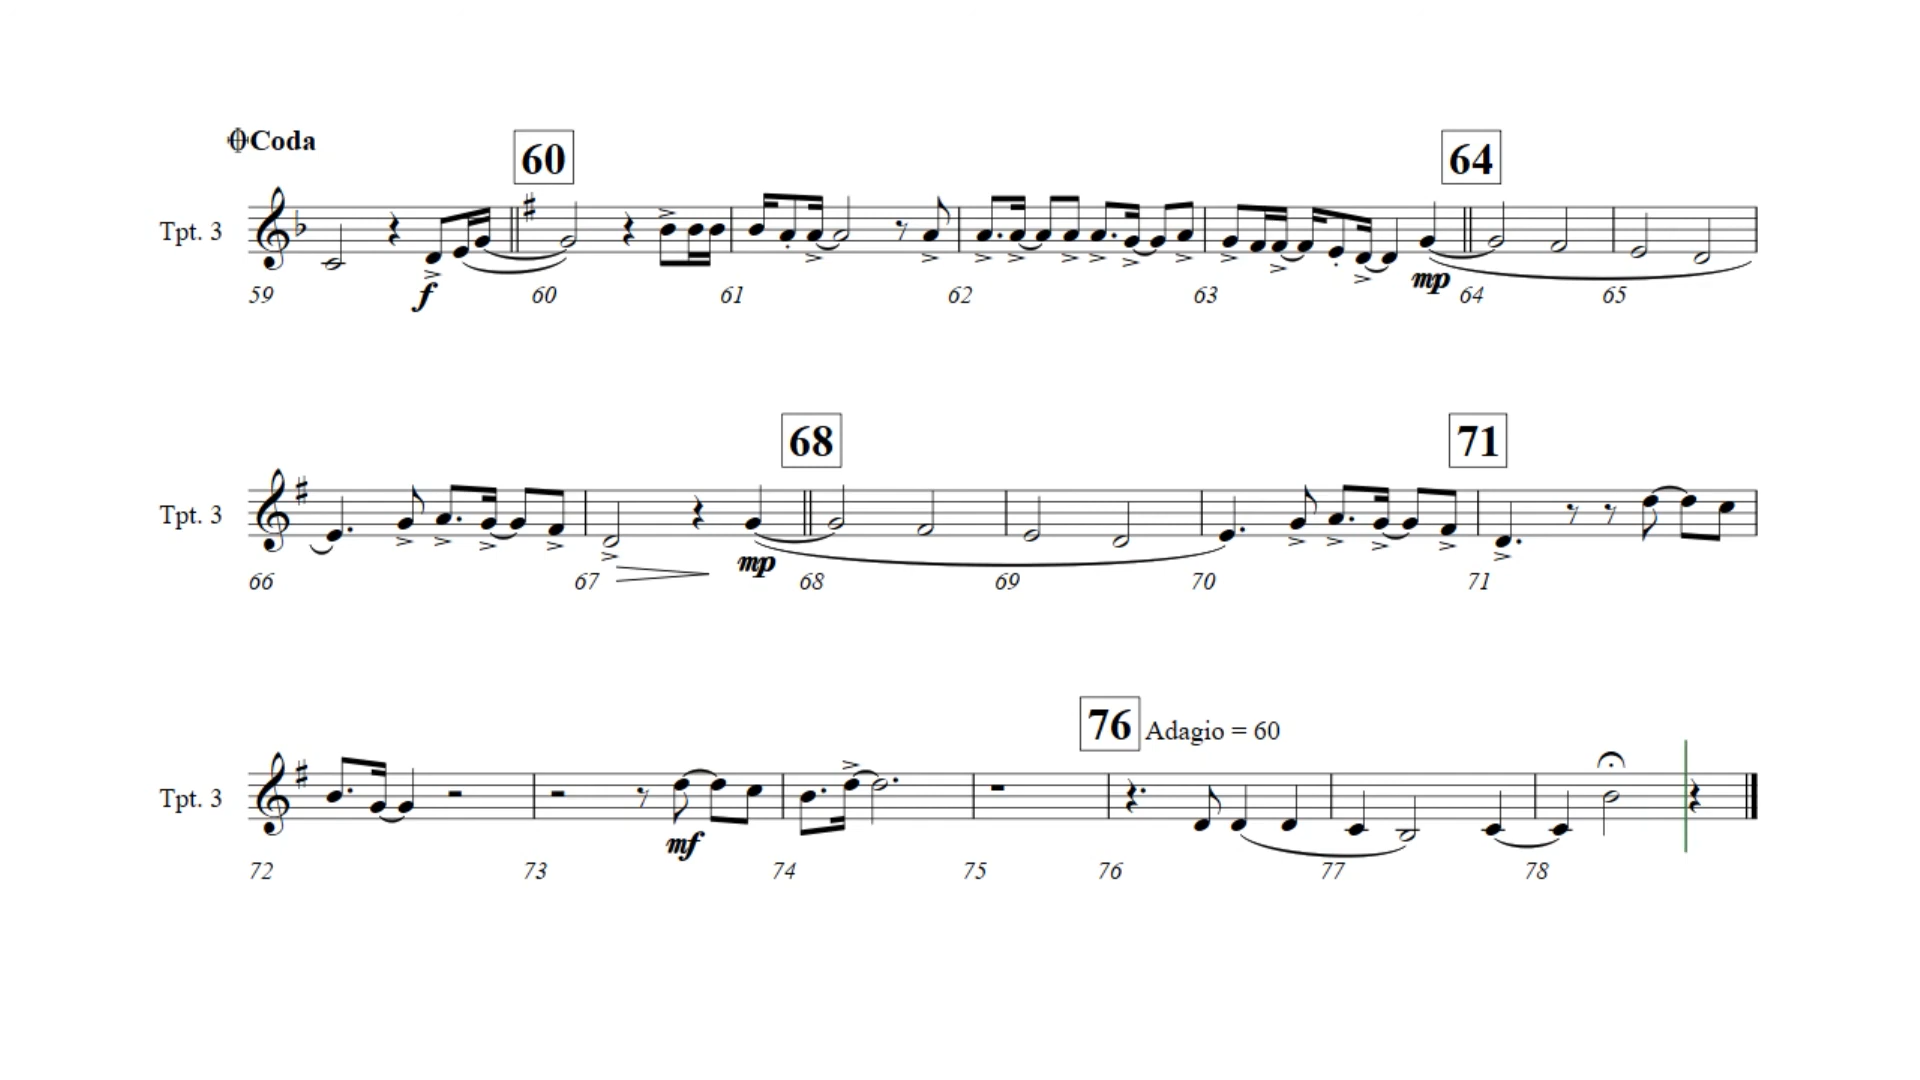 Coda
60
64
Tpt. 3
f
mp
59 60 61 62 63 64 65
68
71
Tpt. 3
mp
66 67 68 69 70 71
76 Adagio = 60
Tpt. 3
mf
72 73 74 75 76 77 78